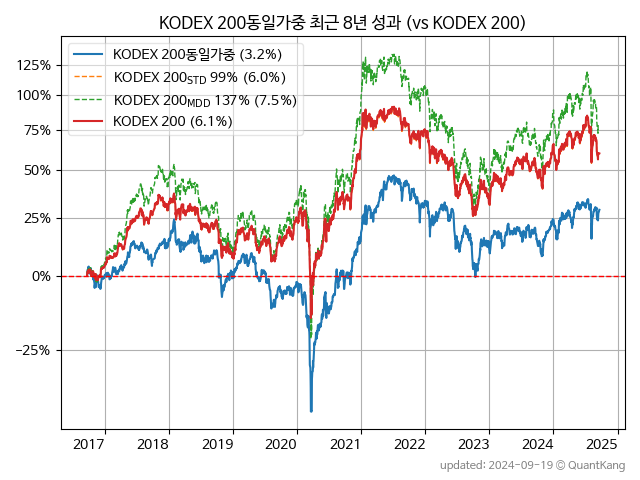 KODEX 200동일가중 최근 8년 성과 (vs KODEX 200)
KODEX 200동일가중 (3.2%)
KODEX 200STD 99% (6.0%)
KODEX 200MDD 137% (7.5%)
KODEX 200 (6.1%)
125%
100%
75%
50%
25%
0%
−25%
2017 2018 2019 2020 2021 2022 2023 2024 2025
updated: 2024-09-19 © QuantKang